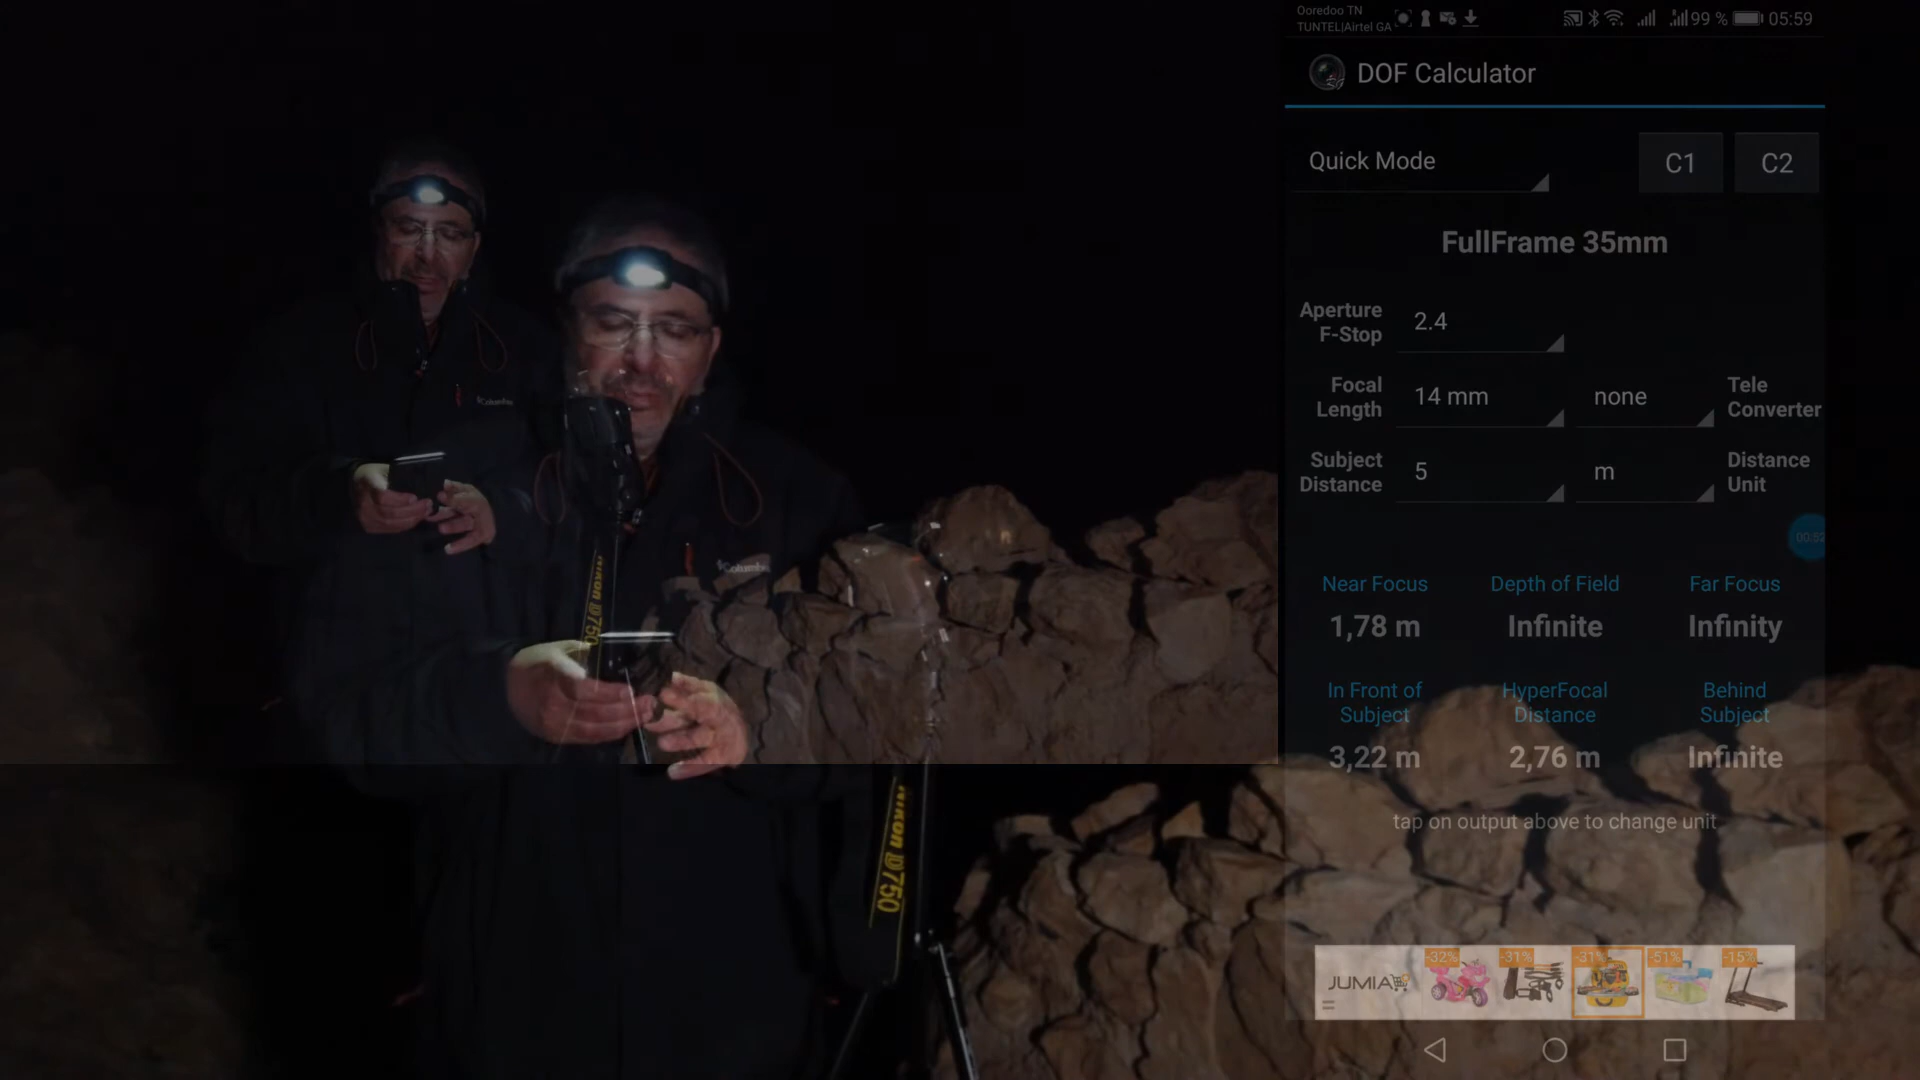 Ooredoo TN
TUNTEL|Airtel GA
99 %
05:59
DOF Calculator
Quick Mode
C1
C2
FullFrame 35mm
Aperture
F-Stop
2.4
Focal
Length
14 mm
none
Tele
Converter
Subject
Distance
5
m
Distance
Unit
Near Focus
Depth of Field
Far Focus
1,78 m
Infinite
Infinity
In Front of
Subject
HyperFocal
Distance
Behind
Subject
3,22 m
2,76 m
Infinite
tap on output above to change unit
JUMIA
-32%
-31%
-31%
-51%
-15%
Columbia
Columbia
Nikon D750
Nikon D750